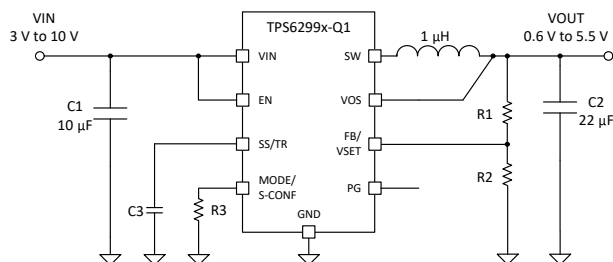 VIN
3 V to 10 V
TPS6299x-Q1
VOUT
0.6 V to 5.5 V
1 µH
VIN
SW
C1
10 µF
EN
VOS
R1
C2
22 µF
SS/TR
FB/
VSET
MODE/
S-CONF
PG
R2
C3
R3
GND